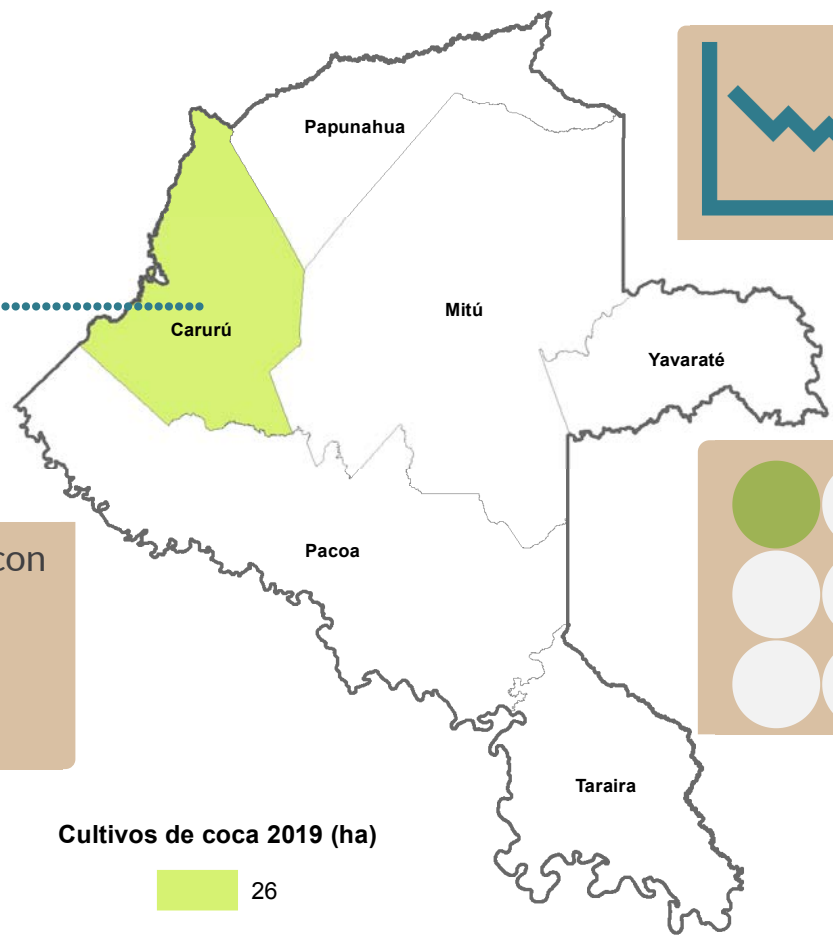 Papunahua
Mitú
Carurú
Yavaraté
con
Pacoa
Taraira
Cultivos de coca 2019 (ha)
26